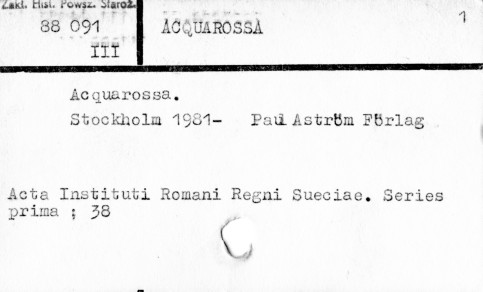 Zakł. Hist. Powsz. Staroż.
88 091
III
ACQUAROSSA
1
Acquarossa.
Stockholm 1981- Paul Aström Förlag
Acta Instituti Romani Regni Sueciae. Series
prima ; 38